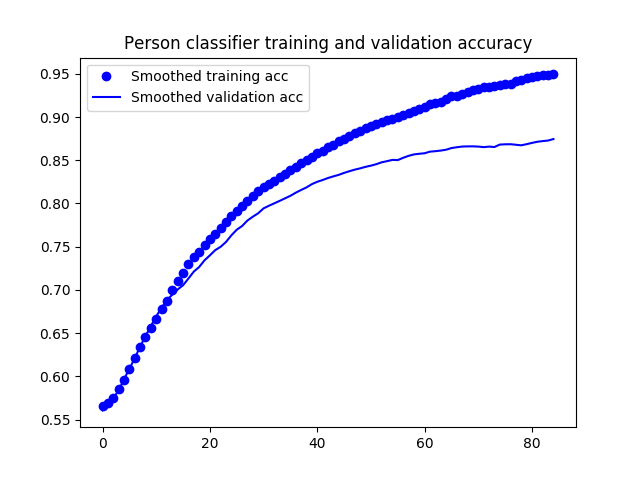 Person classifier training and validation accuracy
Smoothed training acc
Smoothed validation acc
0.95
0.90
0.85
0.80
0.75
0.70
0.65
0.60
0.55
0 20 40 60 80